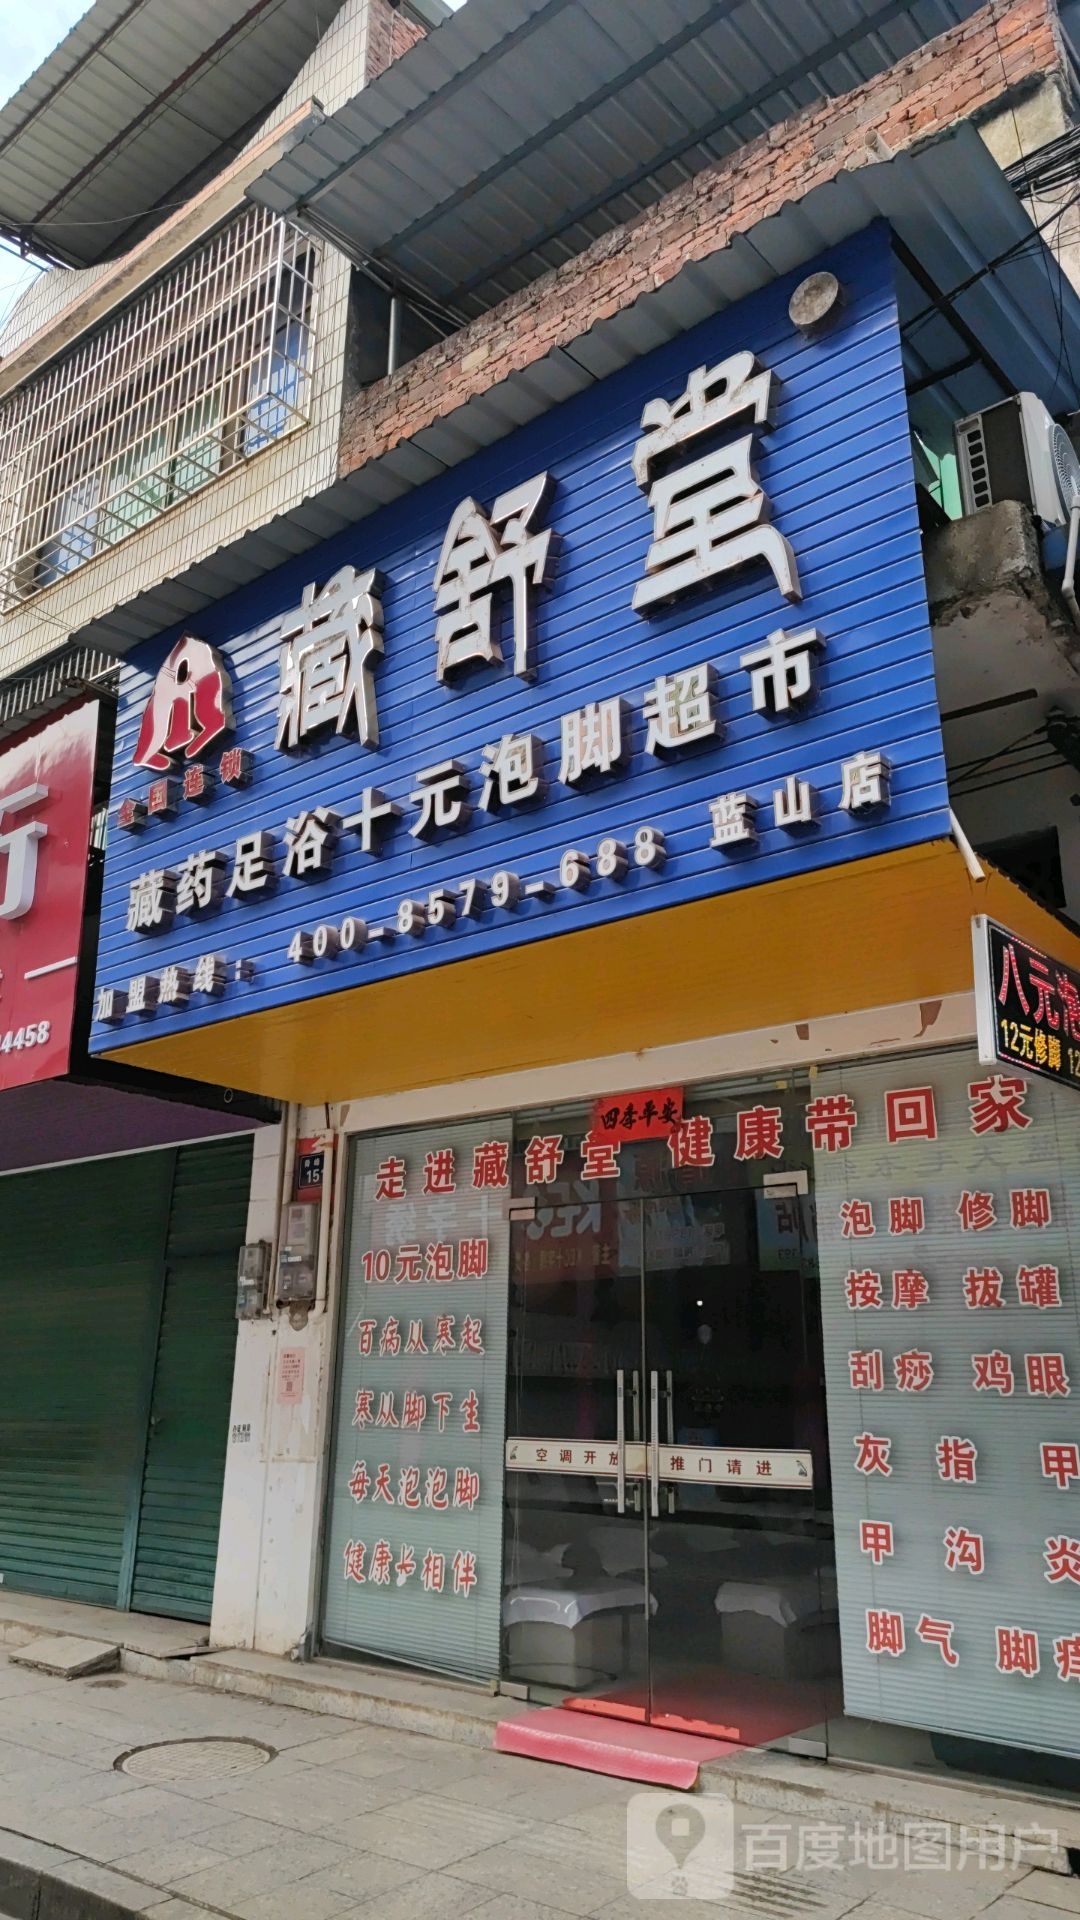 藏舒堂
全国连锁
藏药足浴十元泡脚超市
加盟热线：400-8579-688 蓝山店
行
4458
八元泡
12元修脚 12
四季平安
走进藏舒堂 健康带回家
151
10元泡脚
百病从寒起
寒从脚下生
每天泡泡脚
健康长相伴
泡脚 修脚
按摩 拔罐
刮痧 鸡眼
灰指甲
甲沟炎
脚气 脚痒
空调开放 推门请进
百度地图用户